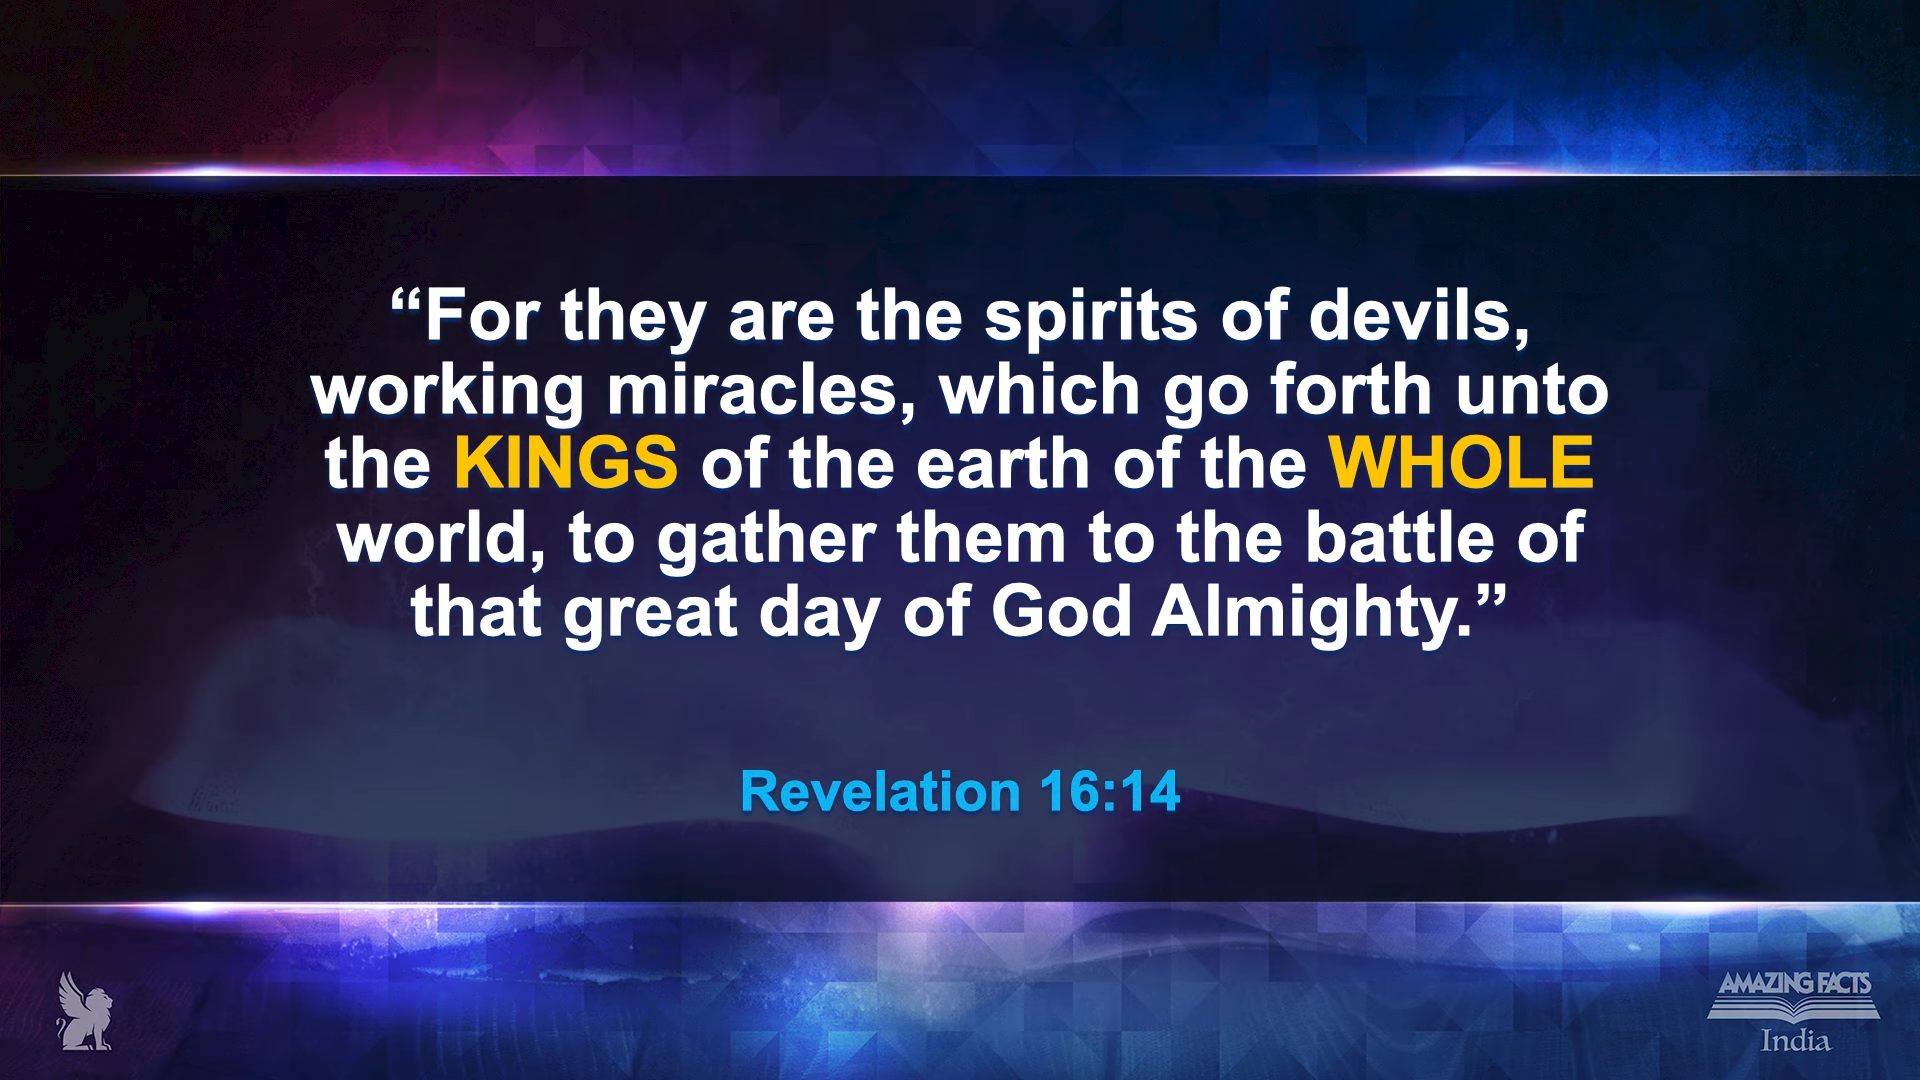 “For they are the spirits of devils,
working miracles, which go forth unto
the KINGS of the earth of the WHOLE
world, to gather them to the battle of
that great day of God Almighty.”
Revelation 16:14
AMAZING FACTS
India